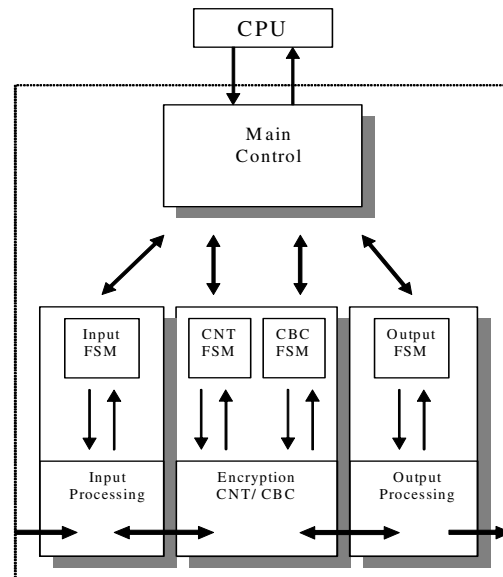 CPU
Main
Control
Input
FSM
CNT
FSM
CBC
FSM
Output
FSM
Input
Processing
Encryption
CNT/ CBC
Output
Processing